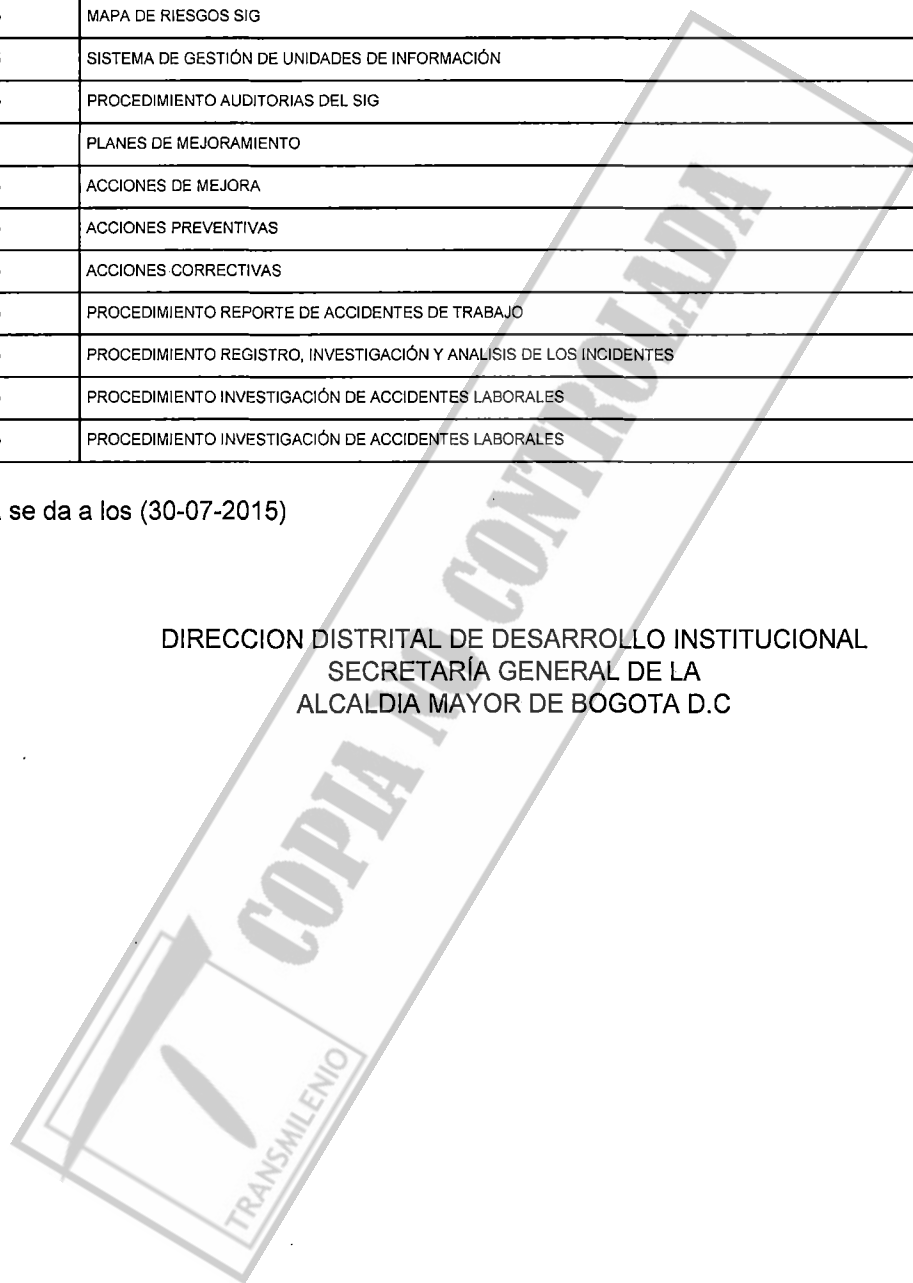 MAPA DE RIESGOS SIG
SISTEMA DE GESTIÓN DE UNIDADES DE INFORMACIÓN
PROCEDIMIENTO AUDITORIAS DEL SIG
PLANES DE MEJORAMIENTO
ACCIONES DE MEJORA
ACCIONES PREVENTIVAS
ACCIONES CORRECTIVAS
PROCEDIMIENTO REPORTE DE ACCIDENTES DE TRABAJO
PROCEDIMIENTO REGISTRO, INVESTIGACIÓN Y ANALISIS DE LOS INCIDENTES
PROCEDIMIENTO INVESTIGACIÓN DE ACCIDENTES LABORALES
PROCEDIMIENTO INVESTIGACIÓN DE ACCIDENTES LABORALES
se da a los (30-07-2015)
DIRECCION DISTRITAL DE DESARROLLO INSTITUCIONAL
SECRETARÍA GENERAL DE LA
ALCALDIA MAYOR DE BOGOTA D.C
COPIA NO CONTROLADA
TRANSMILENIO